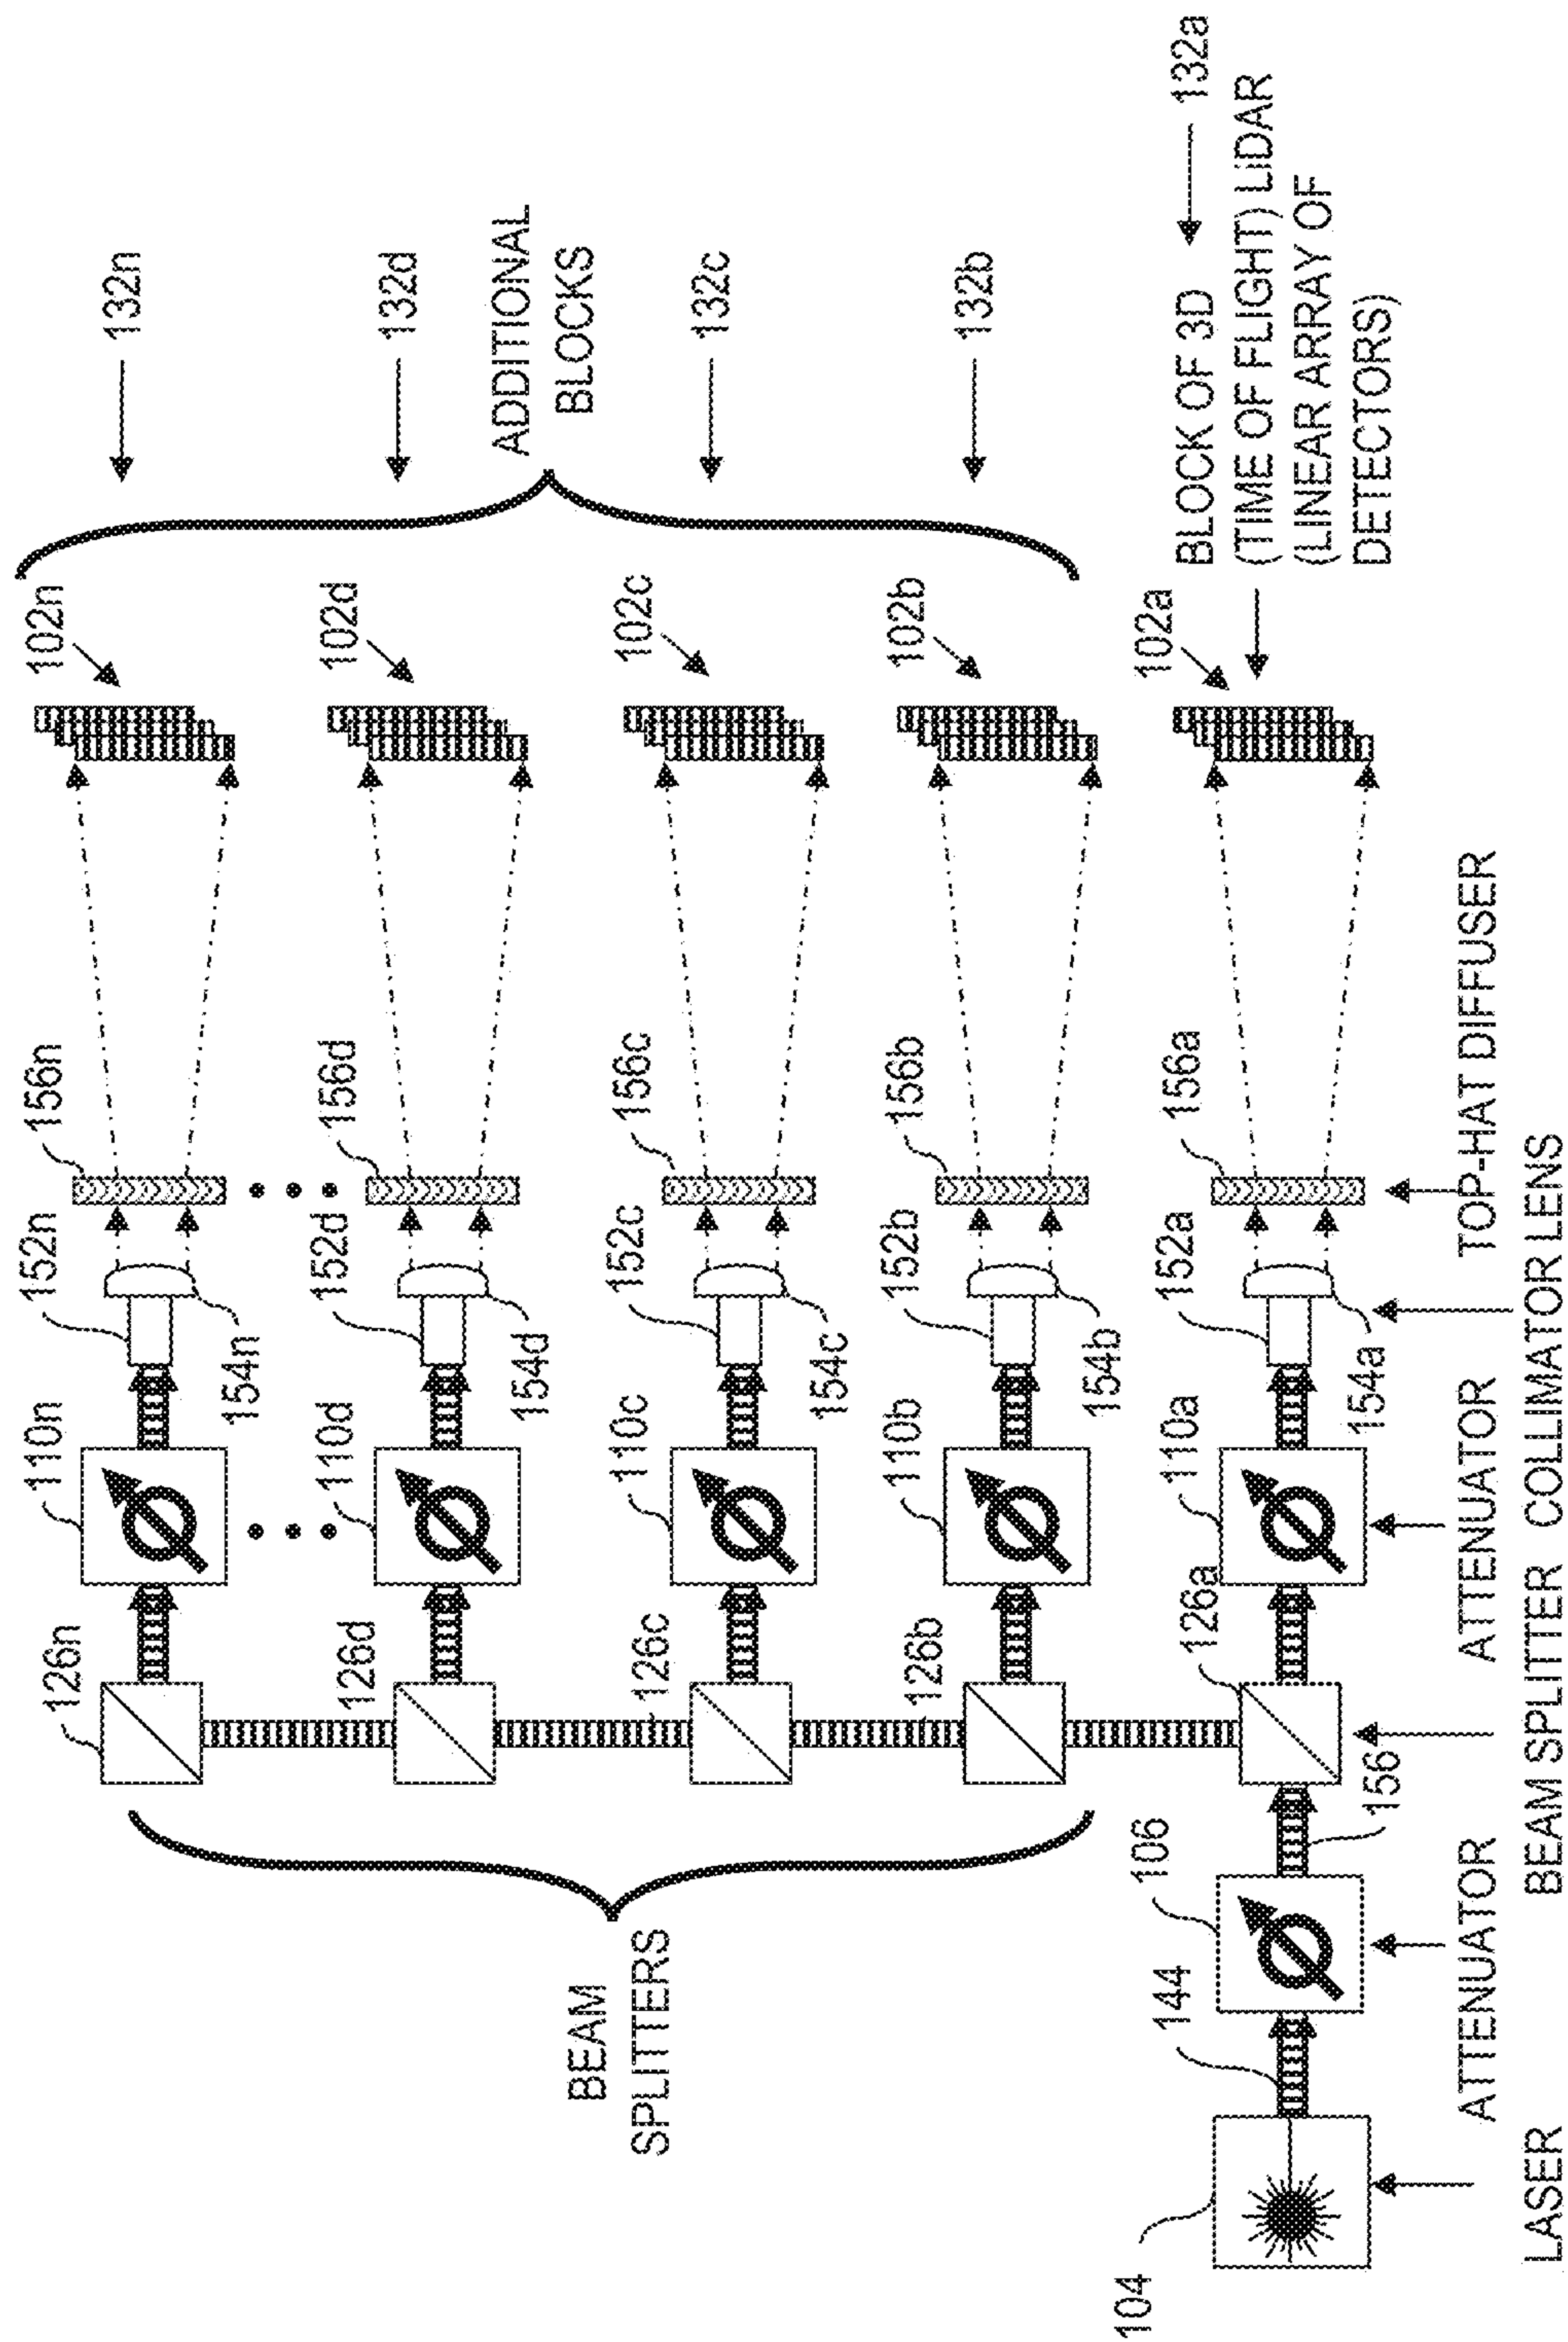 132n
132d
132c
132b
132a
ADDITIONAL
BLOCKS
BLOCK OF 3D
(TIME OF FLIGHT) LIDAR
(LINEAR ARRAY OF
DETECTORS)
102n
102d
102c
102b
102a
156n
156d
156c
156b
156a
152n
152d
152c
152b
152a
154n
154d
154c
154b
154a
110n
110d
110c
110b
110a
126n
126d
126c
126b
126a
BEAM
SPLITTERS
156
106
144
104
LASER
ATTENUATOR
BEAM SPLITTER
ATTENUATOR
COLLIMATOR LENS
TOP-HAT DIFFUSER